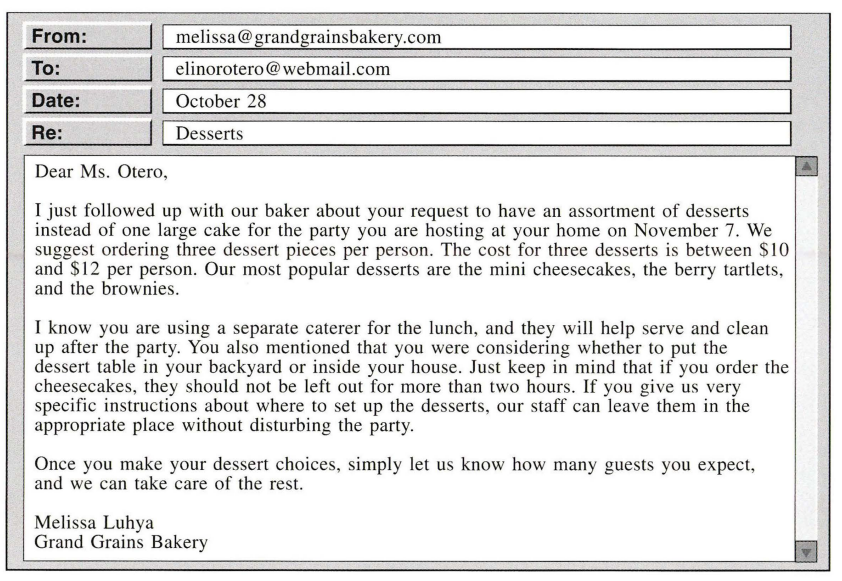 From: melissa@grandgrainsbakery.com
To: elinorotero@webmail.com
Date: October 28
Re: Desserts
Dear Ms. Otero,
I just followed up with our baker about your request to have an assortment of desserts
instead of one large cake for the party you are hosting at your home on November 7. We
suggest ordering three dessert pieces per person. The cost for three desserts is between $10
and $12 per person. Our most popular desserts are the mini cheesecakes, the berry tartlets,
and the brownies.
I know you are using a separate caterer for the lunch, and they will help serve and clean
up after the party. You also mentioned that you were considering whether to put the
dessert table in your backyard or inside your house. Just keep in mind that if you order the
cheesecakes, they should not be left out for more than two hours. If you give us very
specific instructions about where to set up the desserts, our staff can leave them in the
appropriate place without disturbing the party.
Once you make your dessert choices, simply let us know how many guests you expect,
and we can take care of the rest.
Melissa Luhya
Grand Grains Bakery